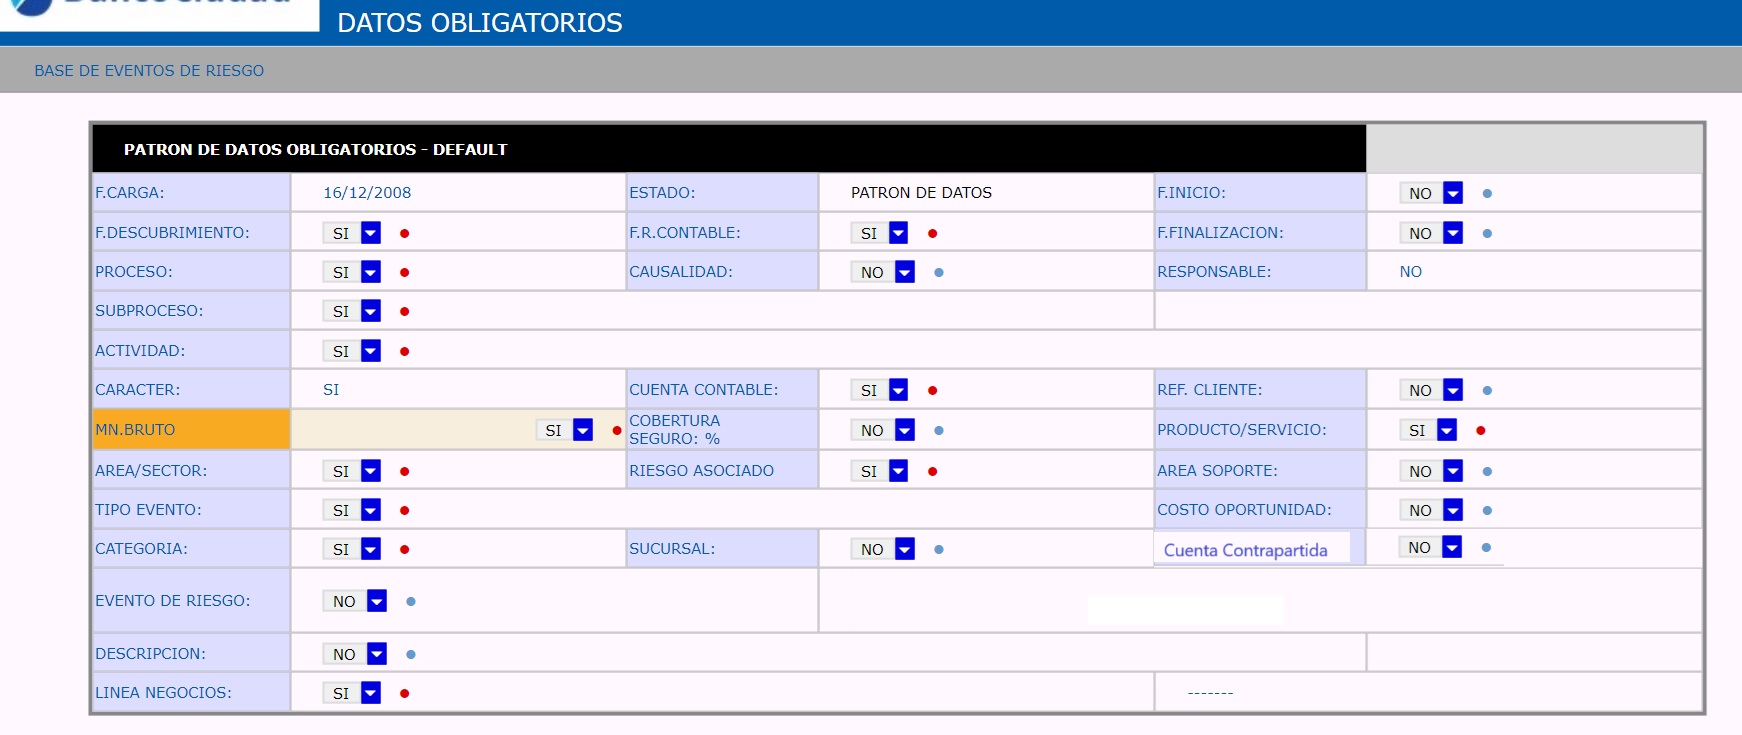 DATOS OBLIGATORIOS
BASE DE EVENTOS DE RIESGO
PATRON DE DATOS OBLIGATORIOS - DEFAULT
F.CARGA: 16/12/2008 ESTADO: PATRON DE DATOS F.INICIO: NO
F.DESCUBRIMIENTO: SI F.R.CONTABLE: SI F.FINALIZACION: NO
PROCESO: SI CAUSALIDAD: NO RESPONSABLE: NO
SUBPROCESO: SI
ACTIVIDAD: SI
CARACTER: SI CUENTA CONTABLE: SI REF. CLIENTE: NO
MN.BRUTO SI COBERTURA
SEGURO: % NO PRODUCTO/SERVICIO: SI
AREA/SECTOR: SI RIESGO ASOCIADO SI AREA SOPORTE: NO
TIPO EVENTO: SI COSTO OPORTUNIDAD: NO
CATEGORIA: SI SUCURSAL: NO Cuenta Contrapartida NO
EVENTO DE RIESGO: NO
DESCRIPCION: NO
LINEA NEGOCIOS: SI -------